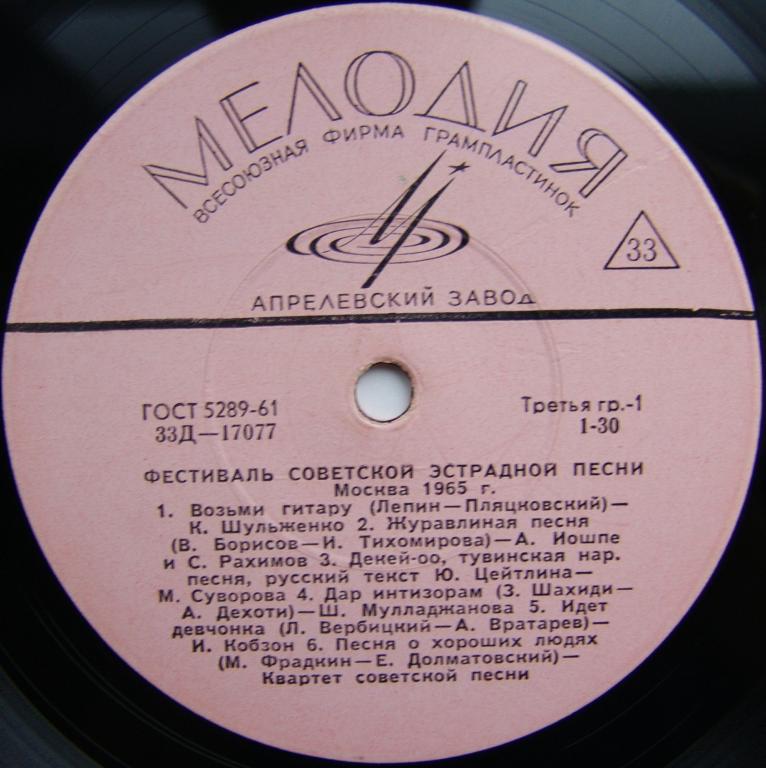 МЕЛОДИЯ
ВСЕСОЮЗНАЯ ФИРМА ГРАМПЛАСТИНОК
33
АПРЕЛЕВСКИЙ ЗАВОД
ГОСТ 5289-61 Третья гр.-1
33Д—17077 1-30
ФЕСТИВАЛЬ СОВЕТСКОЙ ЭСТРАДНОЙ ПЕСНИ
Москва 1965 г.
1. Возьми гитару (Лепин—Пляцковский)—
К. Шульженко 2. Журавлиная песня
(В. Борисов—И. Тихомирова)—А. Иошпе
и С. Рахимов 3. Декей-оо, тувинская нар.
песня, русский текст Ю. Цейтлина—
М. Суворова 4. Дар интизорам (З. Шахиди—
А. Дехоти)—Ш. Мулладжанова 5. Идет
девчонка (Л. Вербицкий—А. Вратарев)—
И. Кобзон 6. Песня о хороших людях
(М. Фрадкин—Е. Долматовский)—
Квартет советской песни